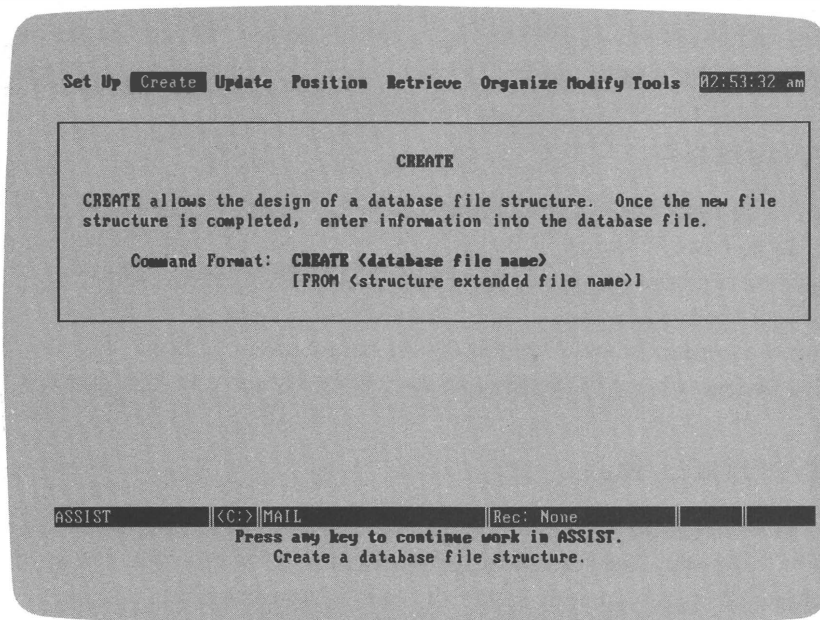 Set Up Create Update Position Retrieve Organize Modify Tools 02:53:32 am
CREATE
CREATE allows the design of a database file structure. Once the new file
structure is completed, enter information into the database file.
Command Format: CREATE <database file name>
[FROM <structure extended file name>]
ASSIST <C:> MAIL Rec: None
Press any key to continue work in ASSIST.
Create a database file structure.